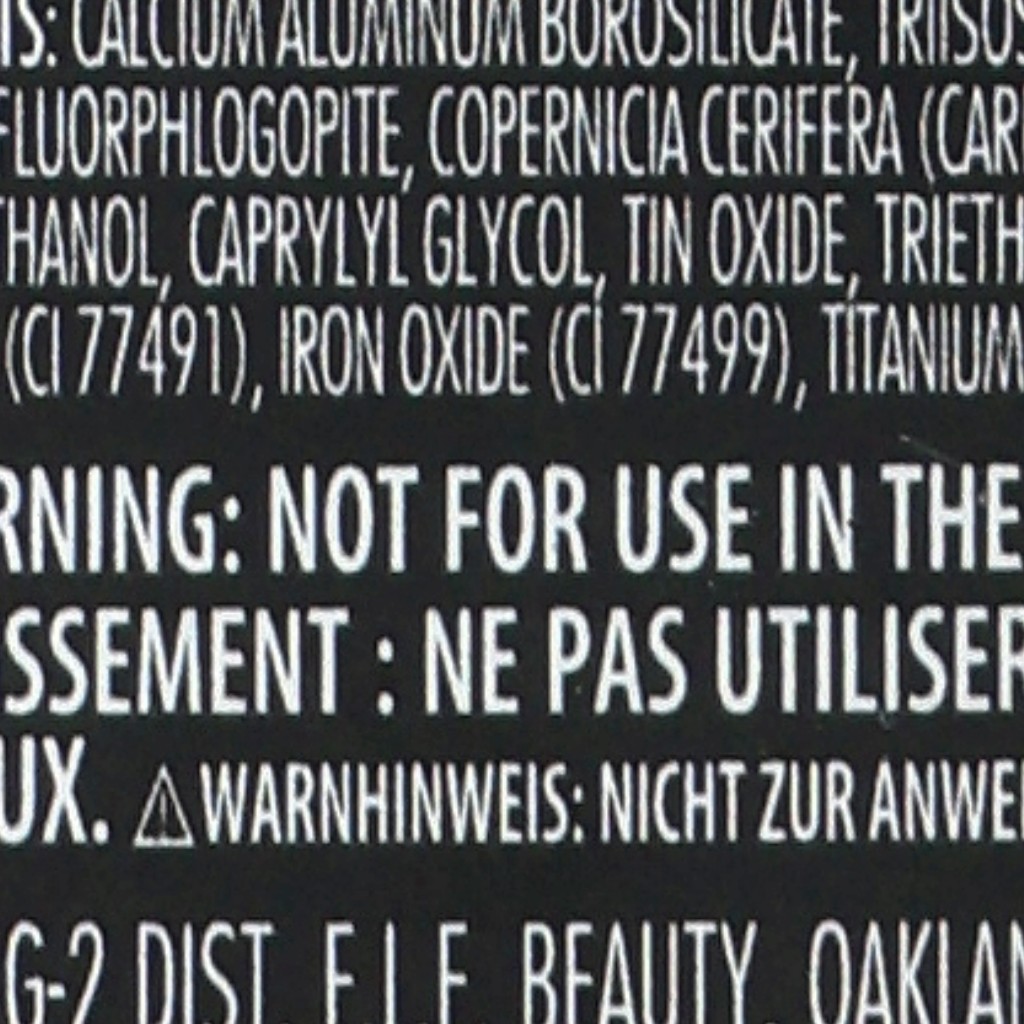 TS: CALCIUM ALUMINUM BOROSILICATE, TRIISOS
FLUORPHLOGOPITE, COPERNICIA CERIFERA (CAR
THANOL, CAPRYLYL GLYCOL, TIN OXIDE, TRIETH
(CI 77491), IRON OXIDE (CI 77499), TITANIUM
RNING: NOT FOR USE IN THE
SSEMENT : NE PAS UTILISER
UX. ⚠WARNHINWEIS: NICHT ZUR ANWE
G-2 DIST. E.L.F. BEAUTY, OAKLAN